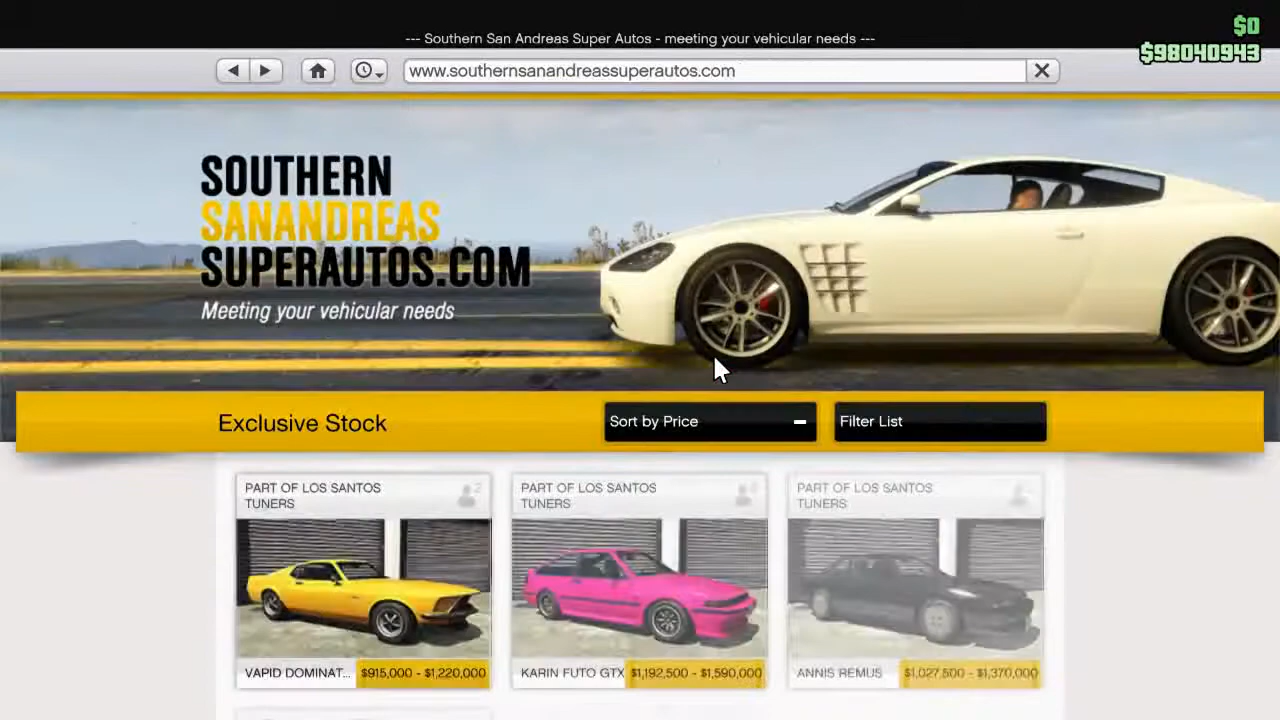 $0
--- Southern San Andreas Super Autos - meeting your vehicular needs ---
$98040943
www.southernsanandreassuperautos.com
SOUTHERN
SANANDREAS
SUPERAUTOS.COM
Meeting your vehicular needs
Exclusive Stock
Sort by Price
Filter List
PART OF LOS SANTOS
TUNERS
2
PART OF LOS SANTOS
TUNERS
PART OF LOS SANTOS
TUNERS
VAPID DOMINAT... $915,000 - $1,220,000
KARIN FUTO GTX $1,192,500 - $1,590,000
ANNIS REMUS $1,027,500 - $1,370,000